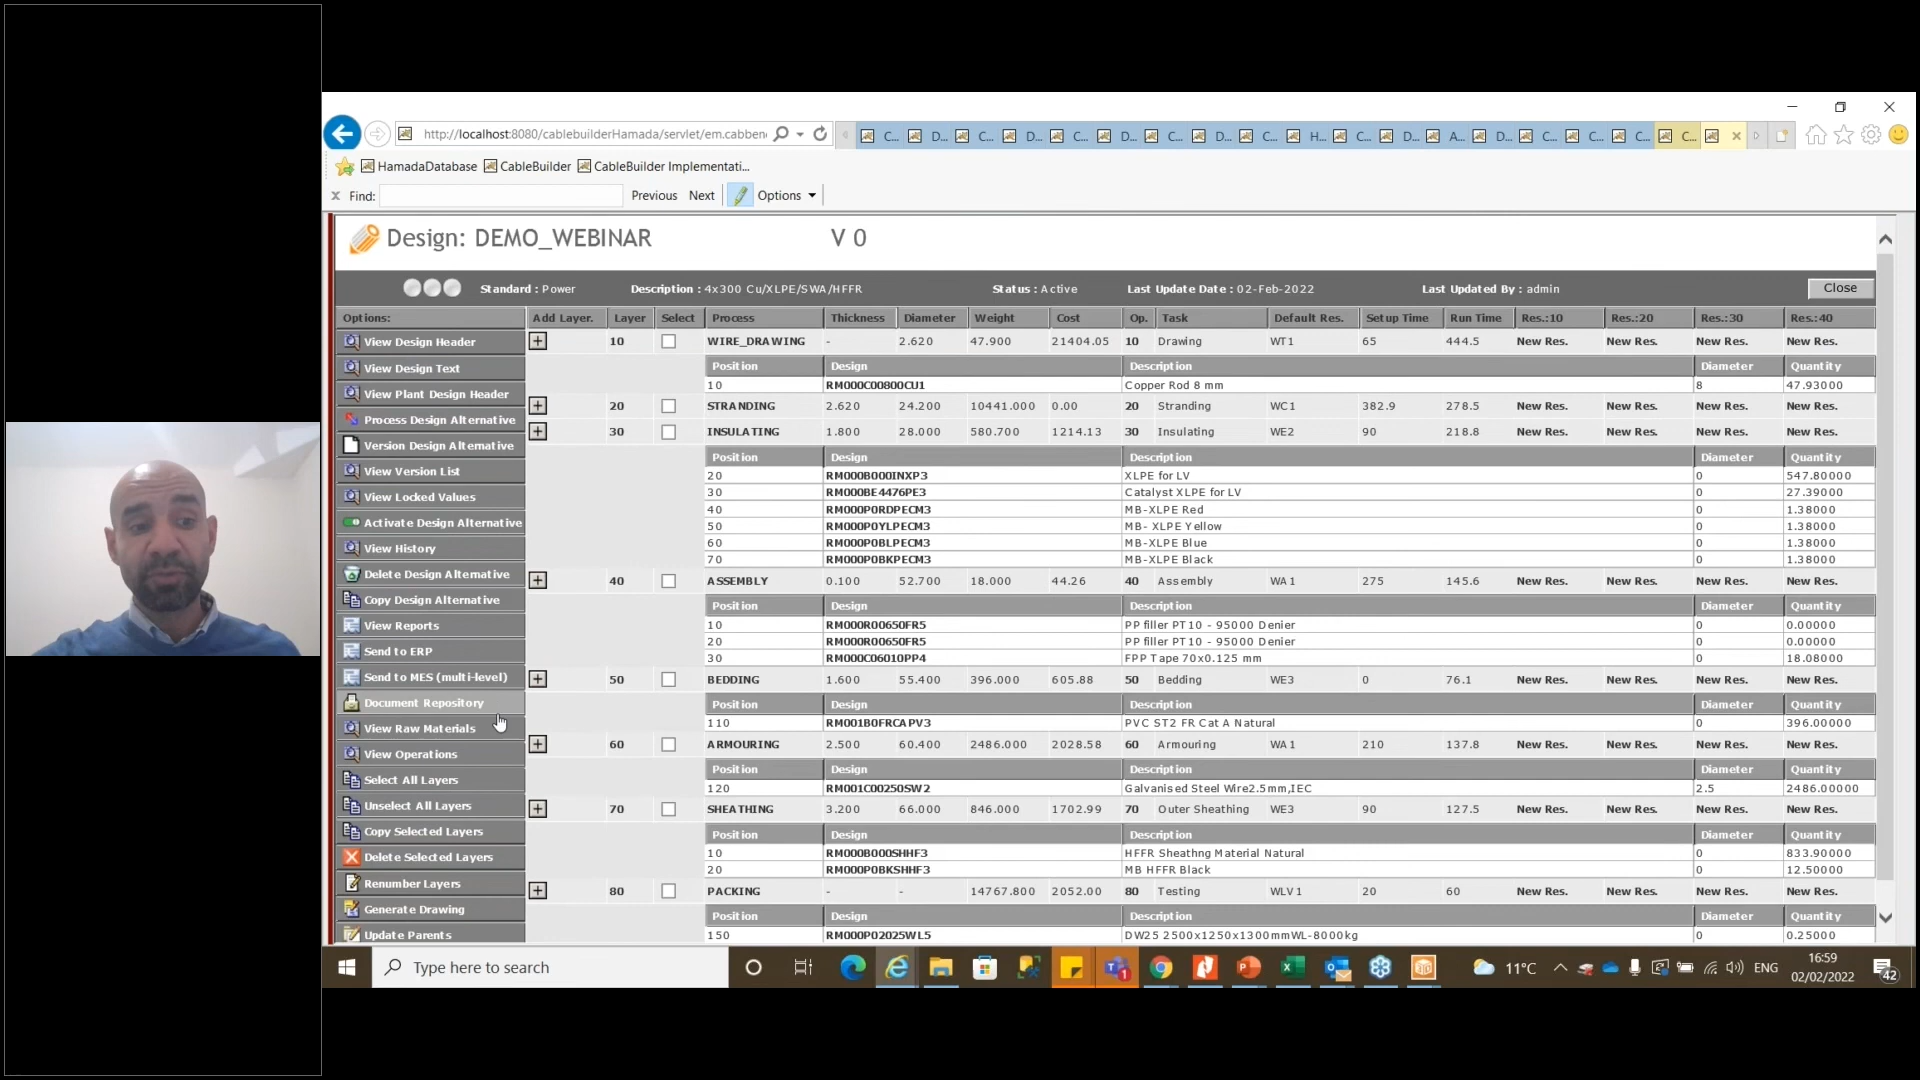 http://localhost:8080/cablebuilderHamada/servlet/em.cabben
C... D... C... D... C... D... C... D... C... H... C... D... A... D... C... C... C... C...
HamadaDatabase CableBuilder CableBuilder Implementati...
x Find: Previous Next Options
Design: DEMO_WEBINAR V 0
Standard : Power Description : 4x300 Cu/XLPE/SWA/HFFR Status : Active Last Update Date : 02-Feb-2022 Last Updated By : admin Close
Options: Add Layer. Layer Select Process Thickness Diameter Weight Cost Op. Task Default Res. Setup Time Run Time Res.:10 Res.:20 Res.:30 Res.:40
View Design Header + 10 WIRE_DRAWING - 2.620 47.900 21404.05 10 Drawing WT1 65 444.5 New Res. New Res. New Res. New Res.
View Design Text Position Design Description Diameter Quantity
View Plant Design Header 10 RM000C00800CU1 Copper Rod 8 mm 8 47.93000
Process Design Alternative + 20 STRANDING 2.620 24.200 10441.000 0.00 20 Stranding WC1 382.9 278.5 New Res. New Res. New Res. New Res.
Version Design Alternative + 30 INSULATING 1.800 28.000 580.700 1214.13 30 Insulating WE2 90 218.8 New Res. New Res. New Res. New Res.
Position Design Description Diameter Quantity
View Version List 20 RM000B000INXP3 XLPE for LV 0 547.80000
View Locked Values 30 RM000BE4476PE3 Catalyst XLPE for LV 0 27.39000
40 RM000P0RDPECM3 MB-XLPE Red 0 1.38000
Activate Design Alternative 50 RM000P0YLPECM3 MB- XLPE Yellow 0 1.38000
View History 60 RM000P0BLPECM3 MB-XLPE Blue 0 1.38000
70 RM000P0BKPECM3 MB-XLPE Black 0 1.38000
Delete Design Alternative + 40 ASSEMBLY 0.100 52.700 18.000 44.26 40 Assembly WA1 275 145.6 New Res. New Res. New Res. New Res.
Copy Design Alternative Position Design Description Diameter Quantity
View Reports 10 RM000R00650FR5 PP filler PT10 - 95000 Denier 0 0.00000
20 RM000R00650FR5 PP filler PT10 - 95000 Denier 0 0.00000
Send to ERP 30 RM000C06010PP4 FPP Tape 70x0.125 mm 0 18.08000
Send to MES (multi-level) + 50 BEDDING 1.600 55.400 396.000 605.88 50 Bedding WE3 0 76.1 New Res. New Res. New Res. New Res.
Document Repository Position Design Description Diameter Quantity
View Raw Materials 110 RM001B0FRCAPV3 PVC ST2 FR Cat A Natural 0 396.00000
View Operations + 60 ARMOURING 2.500 60.400 2486.000 2028.58 60 Armouring WA1 210 137.8 New Res. New Res. New Res. New Res.
Position Design Description Diameter Quantity
Select All Layers 120 RM001C00250SW2 Galvanised Steel Wire2.5mm,IEC 2.5 2486.00000
Unselect All Layers + 70 SHEATHING 3.200 66.000 846.000 1702.99 70 Outer Sheathing WE3 90 127.5 New Res. New Res. New Res. New Res.
Copy Selected Layers Position Design Description Diameter Quantity
Delete Selected Layers 10 RM000B000SHHF3 HFFR Sheathng Material Natural 0 833.90000
20 RM000P0BKSHHF3 MB HFFR Black 0 12.50000
Renumber Layers + 80 PACKING - - 14767.800 2052.00 80 Testing WLV1 20 60 New Res. New Res. New Res. New Res.
Generate Drawing Position Design Description Diameter Quantity
Update Parents 150 RM000P02025WL5 DW25 2500x1250x1300mmWL-8000kg 0 0.25000
Type here to search 1 11°C ENG 16:59
02/02/2022 42